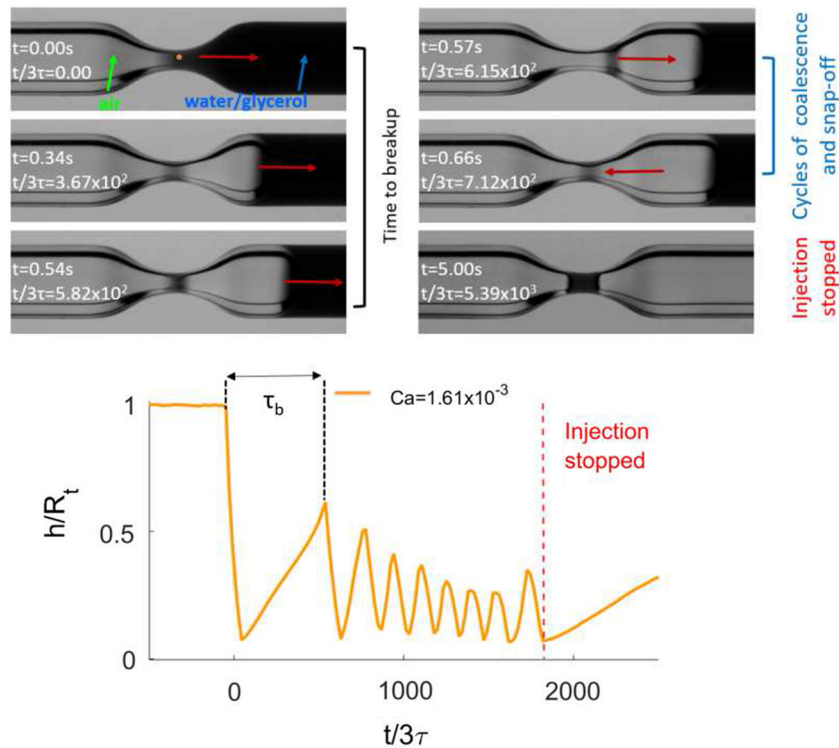 t=0.00s
t/3τ=0.00
air
water/glycerol
t=0.34s
t/3τ=3.67x10²
t=0.54s
t/3τ=5.82x10²
Time to breakup
t=0.57s
t/3τ=6.15x10²
t=0.66s
t/3τ=7.12x10²
t=5.00s
t/3τ=5.39x10³
Cycles of coalescence
and snap-off
Injection
stopped
τb
Ca=1.61x10⁻³
Injection
stopped
1
0.5
0
h/Rt
0
1000
2000
t/3τ